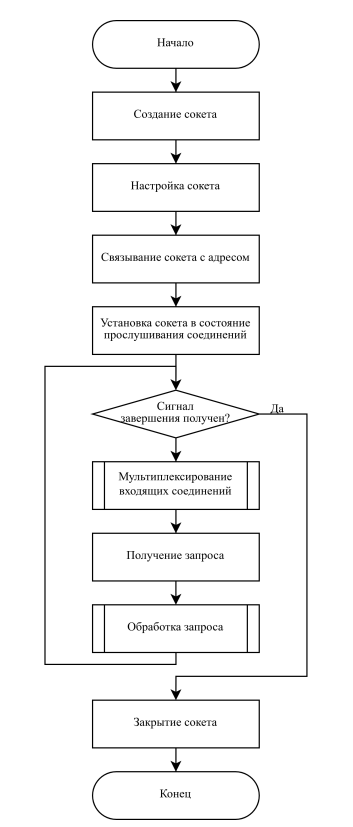 Начало
Создание сокета
Настройка сокета
Связывание сокета с адресом
Установка сокета в состояние
прослушивания соединений
Сигнал
завершения получен?
Да
Мультиплексирование
входящих соединений
Получение запроса
Обработка запроса
Закрытие сокета
Конец